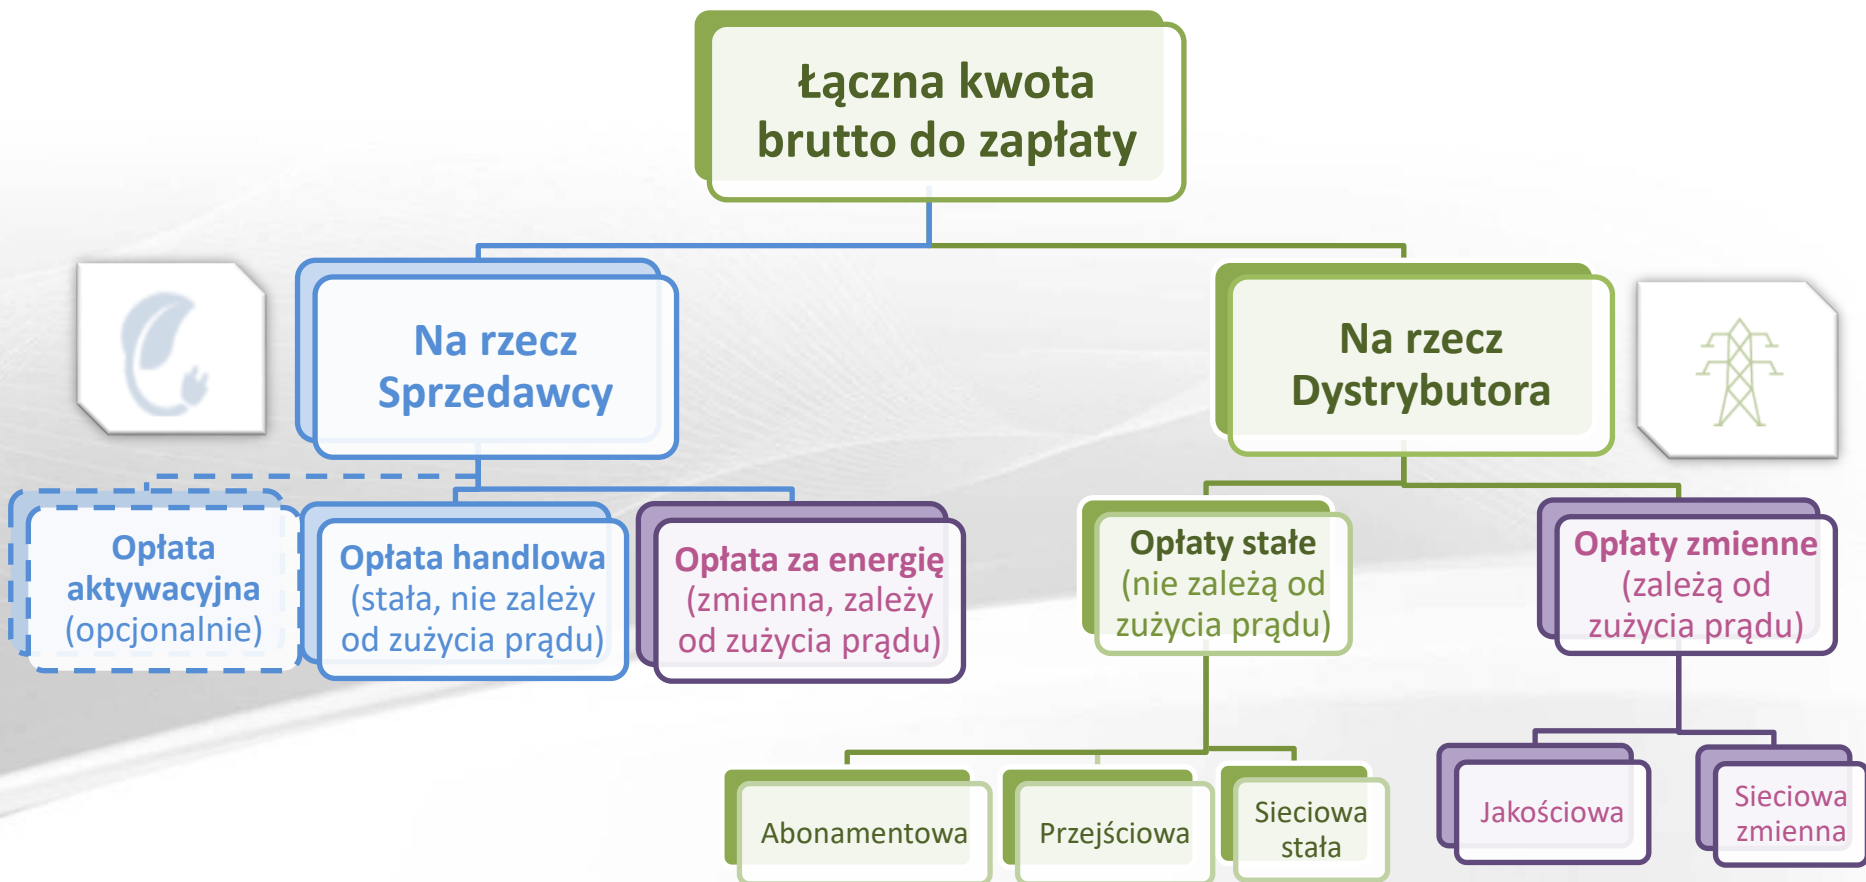 Łączna kwota
brutto do zapłaty
Na rzecz
Sprzedawcy
Na rzecz
Dystrybutora
Opłata
aktywacyjna
(opcjonalnie)
Opłata handlowa
(stała, nie zależy
od zużycia prądu)
Opłata za energię
(zmienna, zależy
od zużycia prądu)
Opłaty stałe
(nie zależą od
zużycia prądu)
Opłaty zmienne
(zależą od
zużycia prądu)
Abonamentowa
Przejściowa
Sieciowa
stała
Jakościowa
Sieciowa
zmienna